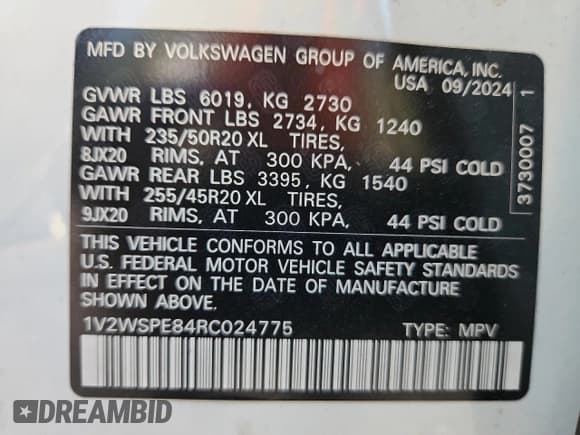 MFD BY VOLKSWAGEN GROUP OF AMERICA, INC.
USA 09/2024
GVWR LBS 6019, KG 2730
GAWR FRONT LBS 2734, KG 1240
WITH 235/50R20 XL TIRES,
8JX20 RIMS, AT 300 KPA, 44 PSI COLD
GAWR REAR LBS 3395, KG 1540
WITH 255/45R20 XL TIRES,
9JX20 RIMS, AT 300 KPA, 44 PSI COLD
THIS VEHICLE CONFORMS TO ALL APPLICABLE
U.S. FEDERAL MOTOR VEHICLE SAFETY STANDARDS
IN EFFECT ON THE DATE OF MANUFACTURE
SHOWN ABOVE.
1V2WSPE84RC024775 TYPE: MPV
3730007 1
DREAMBID